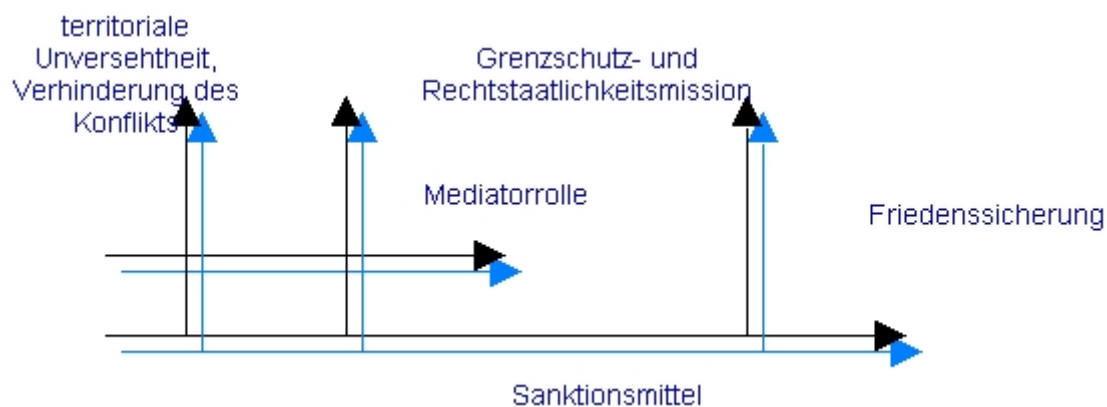 territoriale
Unversehtheit,
Verhinderung des
Konflikts
Grenzschutz- und
Rechtstaatlichkeitsmission
Mediatorrolle
Friedenssicherung
Sanktionsmittel